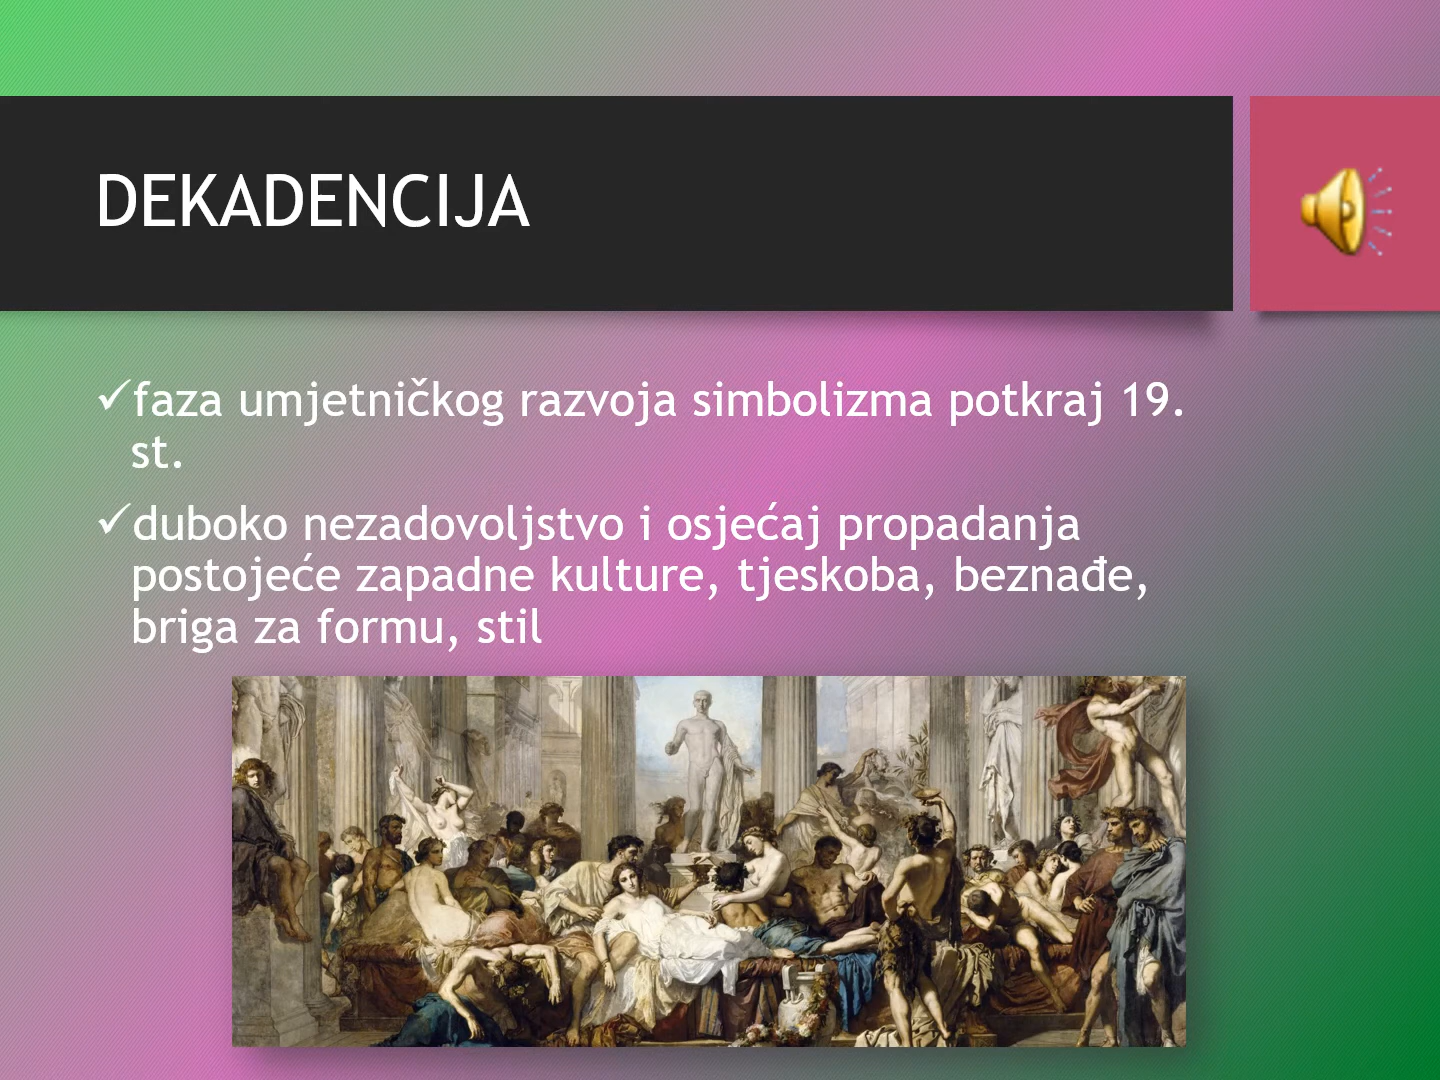 DEKADENCIJA
✓faza umjetničkog razvoja simbolizma potkraj 19.
st.
✓duboko nezadovoljstvo i osjećaj propadanja
postojeće zapadne kulture, tjeskoba, beznađe,
briga za formu, stil